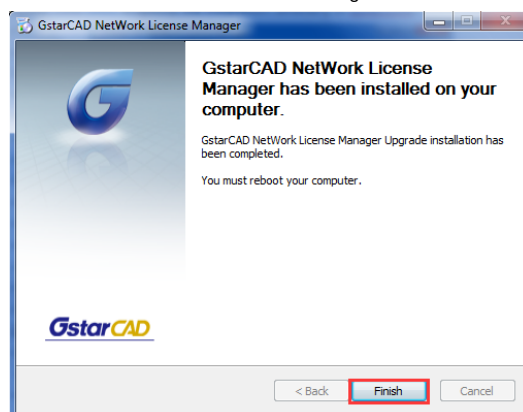 GstarCAD NetWork License Manager
GstarCAD NetWork License
Manager has been installed on your
computer.
GstarCAD NetWork License Manager Upgrade installation has
been completed.
You must reboot your computer.
GstarCAD
< Back
Finish
Cancel